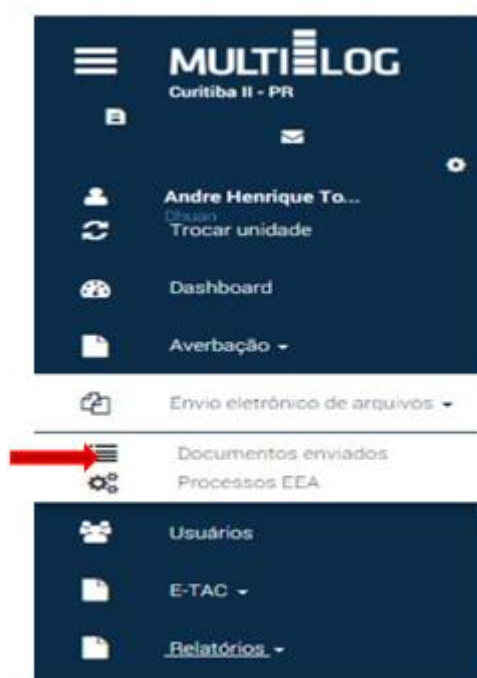 MULTILOG
Curitiba II - PR
Andre Henrique To...
Dhuan
Trocar unidade
Dashboard
Averbação
Envio eletrônico de arquivos
Documentos enviados
Processos EEA
Usuários
E-TAC
Relatórios